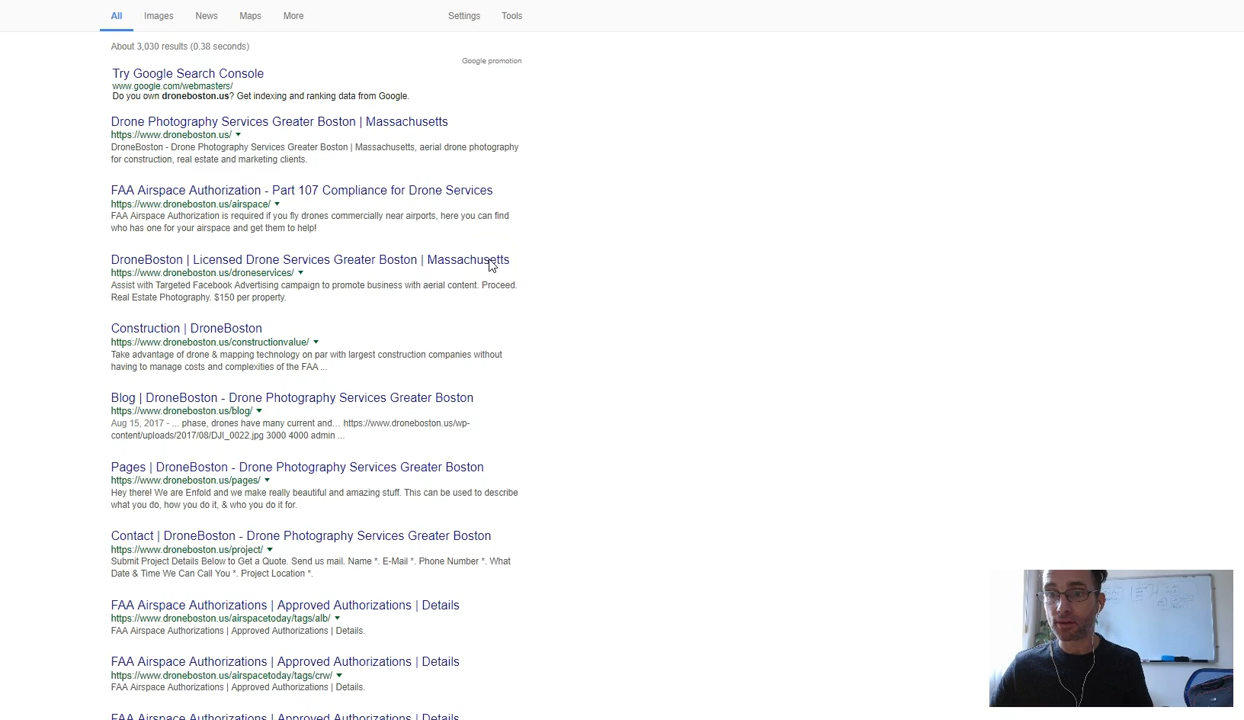 All Images News Maps More Settings Tools
About 3,030 results (0.38 seconds)
Google promotion
Try Google Search Console
www.google.com/webmasters/
Do you own droneboston.us? Get indexing and ranking data from Google.
Drone Photography Services Greater Boston | Massachusetts
https://www.droneboston.us/
DroneBoston - Drone Photography Services Greater Boston | Massachusetts, aerial drone photography
for construction, real estate and marketing clients.
FAA Airspace Authorization - Part 107 Compliance for Drone Services
https://www.droneboston.us/airspace/
FAA Airspace Authorization is required if you fly drones commercially near airports, here you can find
who has one for your airspace and get them to help!
DroneBoston | Licensed Drone Services Greater Boston | Massachusetts
https://www.droneboston.us/droneservices/
Assist with Targeted Facebook Advertising campaign to promote business with aerial content. Proceed.
Real Estate Photography. $150 per property.
Construction | DroneBoston
https://www.droneboston.us/constructionvalue/
Take advantage of drone & mapping technology on par with largest construction companies without
having to manage costs and complexities of the FAA ...
Blog | DroneBoston - Drone Photography Services Greater Boston
https://www.droneboston.us/blog/
Aug 15, 2017 - ... phase, drones have many current and... https://www.droneboston.us/wp-
content/uploads/2017/08/DJI_0022.jpg 3000 4000 admin ...
Pages | DroneBoston - Drone Photography Services Greater Boston
https://www.droneboston.us/pages/
Hey there! We are Enfold and we make really beautiful and amazing stuff. This can be used to describe
what you do, how you do it, & who you do it for.
Contact | DroneBoston - Drone Photography Services Greater Boston
https://www.droneboston.us/project/
Submit Project Details Below to Get a Quote. Send us mail. Name *. E-Mail *. Phone Number *. What
Date & Time We Can Call You *. Project Location *.
FAA Airspace Authorizations | Approved Authorizations | Details
https://www.droneboston.us/airspacetoday/tags/alb/
FAA Airspace Authorizations | Approved Authorizations | Details.
FAA Airspace Authorizations | Approved Authorizations | Details
https://www.droneboston.us/airspacetoday/tags/crw/
FAA Airspace Authorizations | Approved Authorizations | Details.
FAA Airspace Authorizations | Approved Authorizations | Details